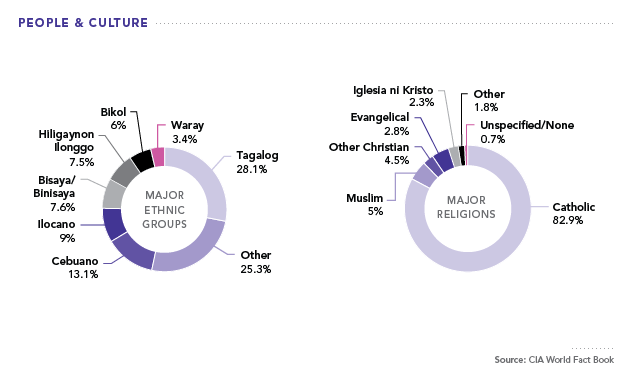 PEOPLE & CULTURE
Bikol
6%
Waray
3.4%
Hiligaynon
Ilonggo
7.5%
Tagalog
28.1%
Bisaya/
Binisaya
7.6%
MAJOR
ETHNIC
GROUPS
Ilocano
9%
Cebuano
13.1%
Other
25.3%
Iglesia ni Kristo
2.3%
Other
1.8%
Evangelical
2.8%
Unspecified/None
0.7%
Other Christian
4.5%
Muslim
5%
MAJOR
RELIGIONS
Catholic
82.9%
Source: CIA World Fact Book